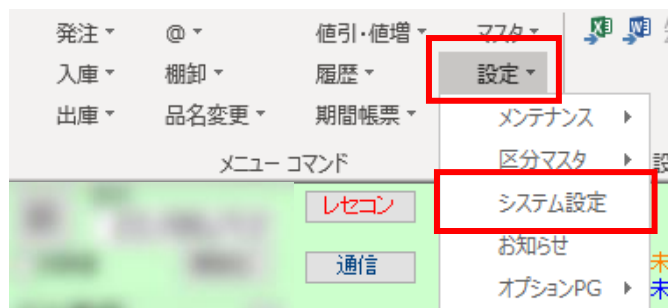 発注 @ 値引・値増 マスタ
入庫 棚卸 履歴 設定
出庫 品名変更 期間帳票
メニュー コマンド
メンテナンス
区分マスタ
システム設定
お知らせ
オプションPG
レセコン
通信
未
未